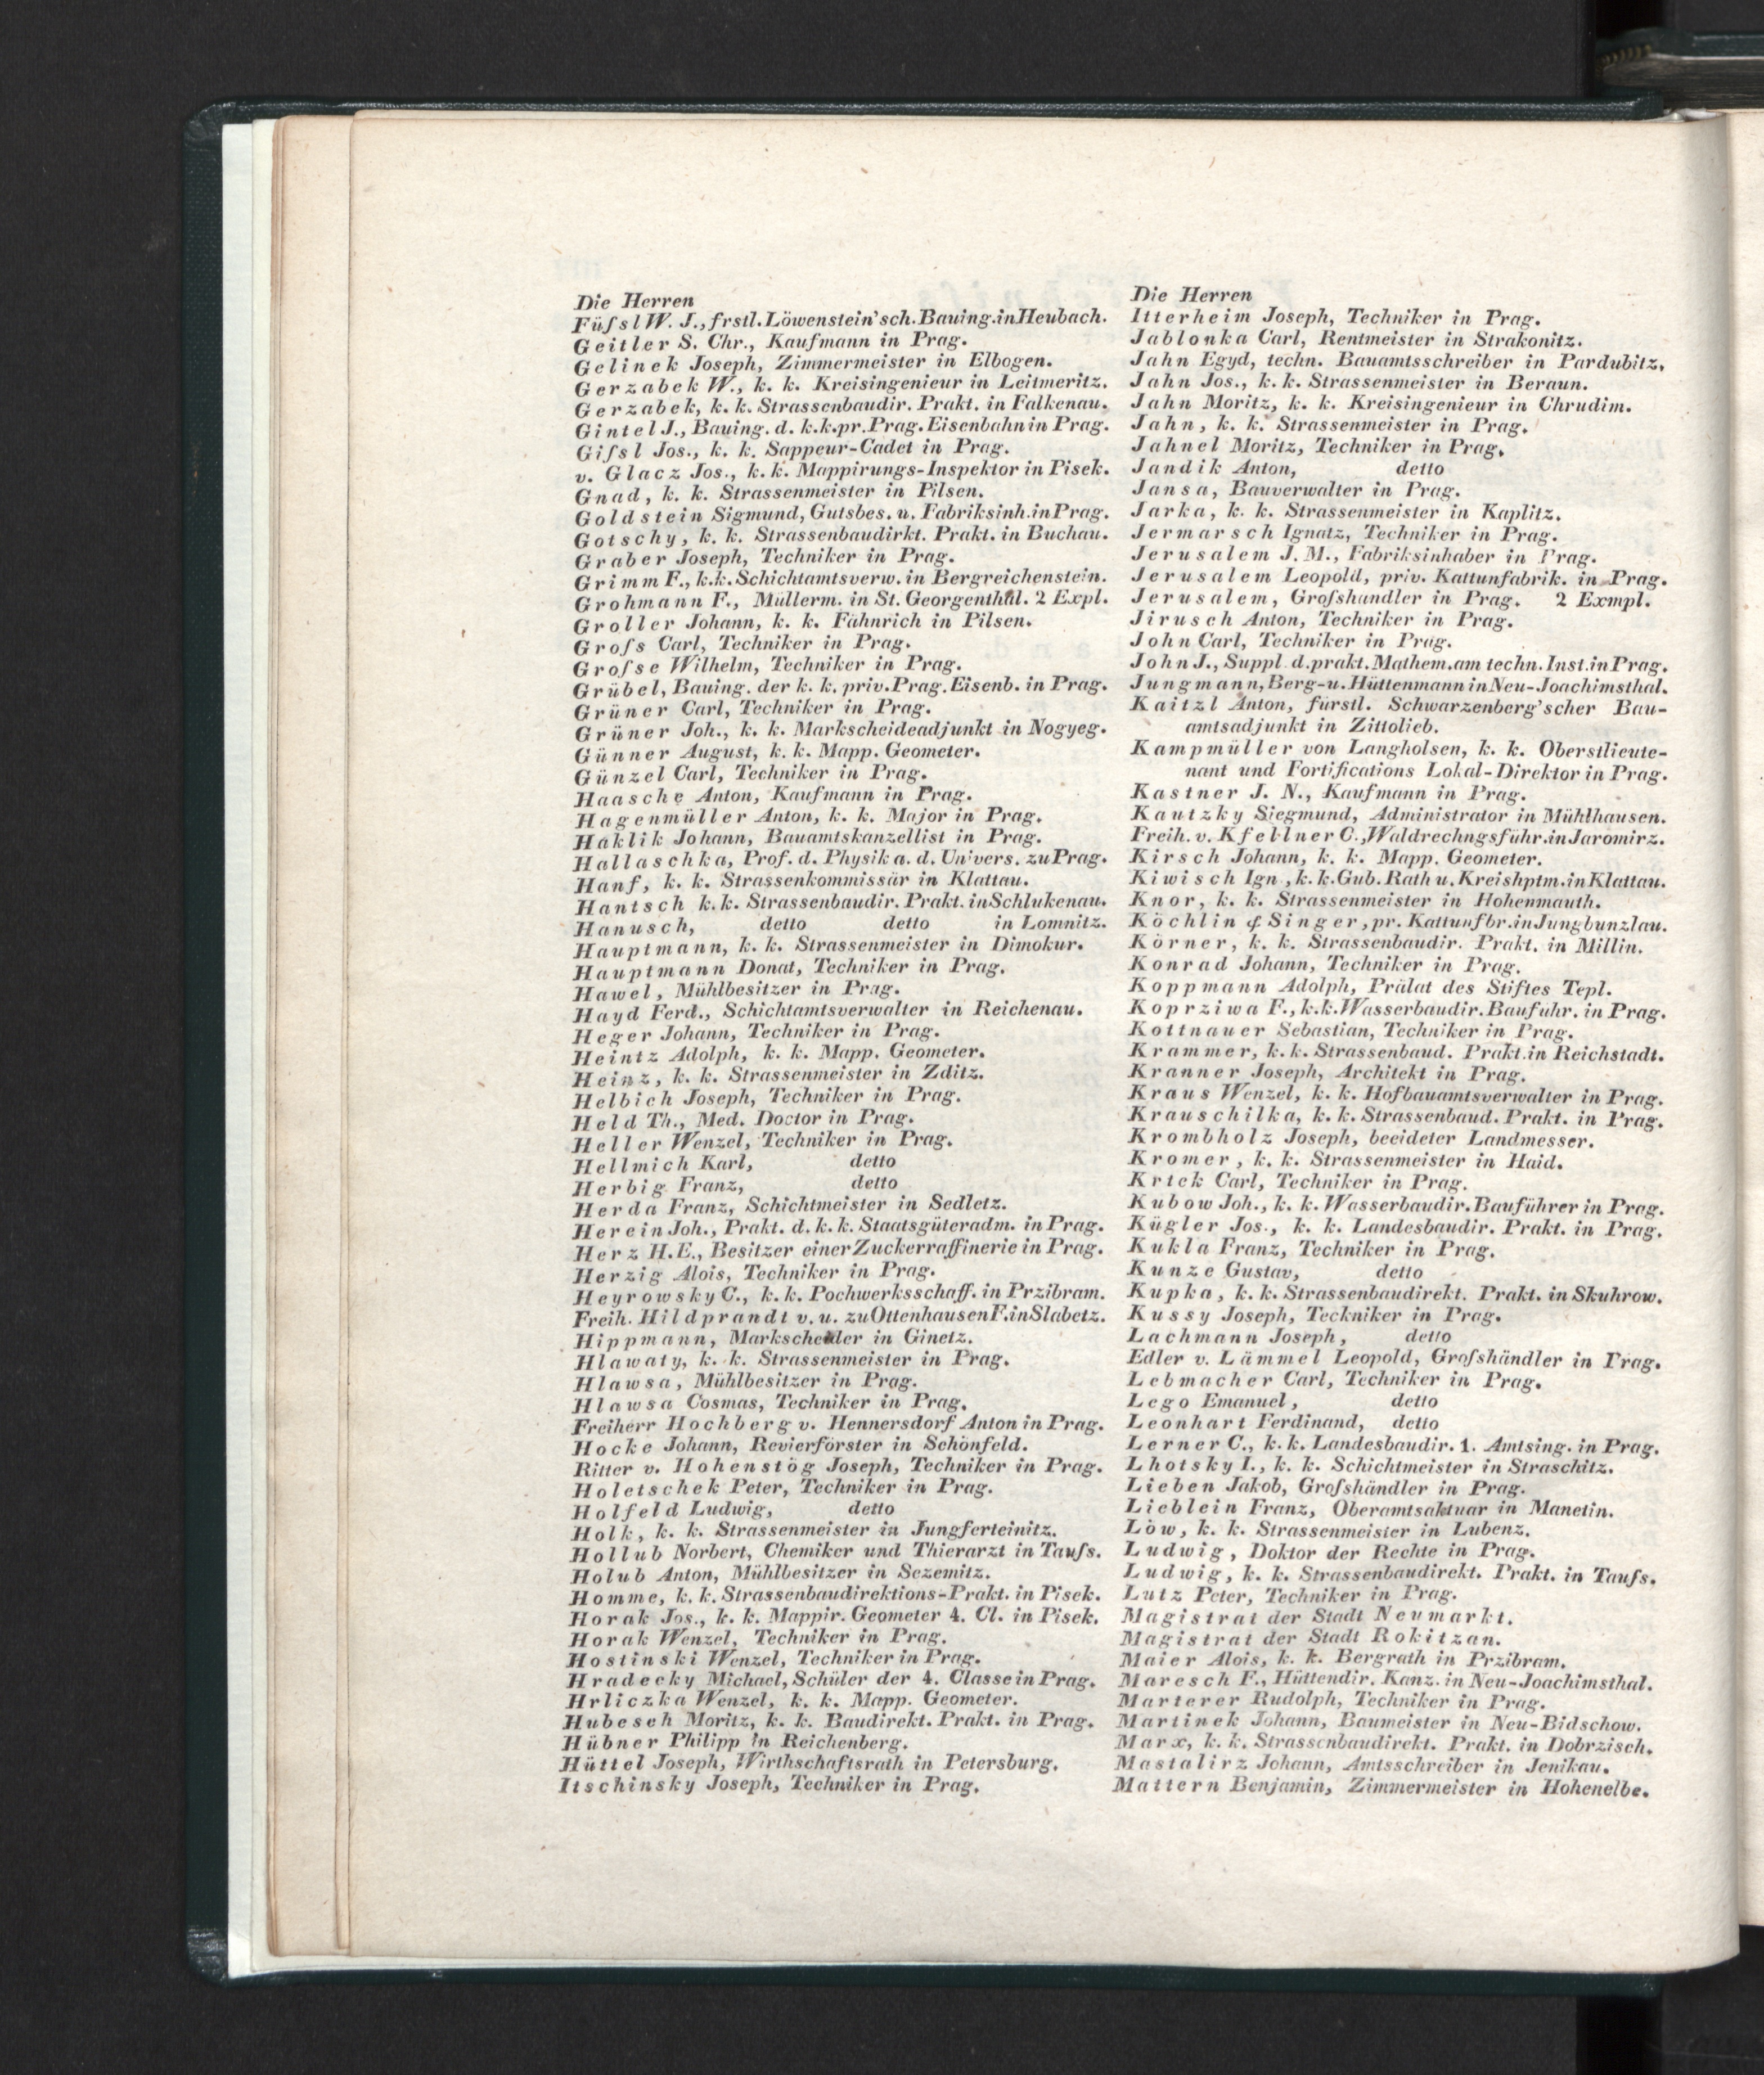 Die Herren
Füſsl W. J., frstl. Löwenstein'sch. Bauing. in Heubach.
Geitler S. Chr., Kaufmann in Prag.
Gelinek Joseph, Zimmermeister in Elbogen.
Gerzabek W., k. k. Kreisingenieur in Leitmeritz.
Gerzabek, k. k. Strassenbaudir. Prakt. in Falkenau.
Gintel J., Bauing. d. k. k. pr. Prag. Eisenbahn in Prag.
Giſsl Jos., k. k. Sappeur-Cadet in Prag.
v. Glacz Jos., k. k. Mappirungs-Inspektor in Pisek.
Gnad, k. k. Strassenmeister in Pilsen.
Goldstein Sigmund, Gutsbes. u. Fabriksinh. in Prag.
Gotschy, k. k. Strassenbaudirkt. Prakt. in Buchau.
Graber Joseph, Techniker in Prag.
Grimm F., k. k. Schichtamtsverw. in Bergreichenstein.
Grohmann F., Müllerm. in St. Georgenthal. 2 Expl.
Groller Johann, k. k. Fähnrich in Pilsen.
Groſs Carl, Techniker in Prag.
Groſse Wilhelm, Techniker in Prag.
Grübel, Bauing. der k. k. priv. Prag. Eisenb. in Prag.
Grüner Carl, Techniker in Prag.
Grüner Joh., k. k. Markscheideadjunkt in Nogyeg.
Günner August, k. k. Mapp. Geometer.
Günzel Carl, Techniker in Prag.
Haasche Anton, Kaufmann in Prag.
Hagenmüller Anton, k. k. Major in Prag.
Haklik Johann, Bauamtskanzellist in Prag.
Hallaschka, Prof. d. Physik a. d. Univers. zu Prag.
Hanf, k. k. Strassenkommissär in Klattau.
Hantsch k. k. Strassenbaudir. Prakt. in Schlukenau.
Hanusch, detto detto in Lomnitz.
Hauptmann, k. k. Strassenmeister in Dimokur.
Hauptmann Donat, Techniker in Prag.
Hawel, Mühlbesitzer in Prag.
Hayd Ferd., Schichtamtsverwalter in Reichenau.
Heger Johann, Techniker in Prag.
Heintz Adolph, k. k. Mapp. Geometer.
Heinz, k. k. Strassenmeister in Zditz.
Helbich Joseph, Techniker in Prag.
Held Th., Med. Doctor in Prag.
Heller Wenzel, Techniker in Prag.
Hellmich Karl, detto
Herbig Franz, detto
Herda Franz, Schichtmeister in Sedletz.
Herein Joh., Prakt. d. k. k. Staatsgüteradm. in Prag.
Herz H. E., Besitzer einer Zuckerraffinerie in Prag.
Herzig Alois, Techniker in Prag.
Heyrowsky C., k. k. Pochwerksschaff. in Przibram.
Freih. Hildprandt v. u. zu Ottenhausen F. in Slabetz.
Hippmann, Markscheider in Ginetz.
Hlawaty, k. k. Strassenmeister in Prag.
Hlawsa, Mühlbesitzer in Prag.
Hlawsa Cosmas, Techniker in Prag.
Freiherr Hochberg v. Hennersdorf Anton in Prag.
Hocke Johann, Revierförster in Schönfeld.
Ritter v. Hohenstög Joseph, Techniker in Prag.
Holetschek Peter, Techniker in Prag.
Holfeld Ludwig, detto
Holk, k. k. Strassenmeister in Jungferteinitz.
Hollub Norbert, Chemiker und Thierarzt in Tauſs.
Holub Anton, Mühlbesitzer in Sezemitz.
Homme, k. k. Strassenbaudirektions-Prakt. in Pisek.
Horak Jos., k. k. Mappir. Geometer 4. Cl. in Pisek.
Horak Wenzel, Techniker in Prag.
Hostinski Wenzel, Techniker in Prag.
Hradecky Michael, Schüler der 4. Classe in Prag.
Hrliczka Wenzel, k. k. Mapp. Geometer.
Hubesch Moritz, k. k. Baudirekt. Prakt. in Prag.
Hübner Philipp in Reichenberg.
Hüttel Joseph, Wirthschaftsrath in Petersburg.
Itschinsky Joseph, Techniker in Prag.
Die Herren
Itterheim Joseph, Techniker in Prag.
Jablonka Carl, Rentmeister in Strakonitz.
Jahn Egyd, techn. Bauamtsschreiber in Pardubitz.
Jahn Jos., k. k. Strassenmeister in Beraun.
Jahn Moritz, k. k. Kreisingenieur in Chrudim.
Jahn, k. k. Strassenmeister in Prag.
Jahnel Moritz, Techniker in Prag.
Jandik Anton, detto
Jansa, Bauverwalter in Prag.
Jarka, k. k. Strassenmeister in Kaplitz.
Jermarsch Ignatz, Techniker in Prag.
Jerusalem J. M., Fabriksinhaber in Prag.
Jerusalem Leopold, priv. Kattunfabrik. in Prag.
Jerusalem, Groſshandler in Prag. 2 Exmpl.
Jirusch Anton, Techniker in Prag.
John Carl, Techniker in Prag.
John J., Suppl d. prakt. Mathem. am techn. Inst. in Prag.
Jungmann, Berg- u. Hüttenmann in Neu-Joachimsthal.
Kaitzl Anton, fürstl. Schwarzenberg'scher Bau-
amtsadjunkt in Zittolieb.
Kampmüller von Langholsen, k. k. Oberstlieute-
nant und Fortifications Lokal-Direktor in Prag.
Kastner J. N., Kaufmann in Prag.
Kautzky Siegmund, Administrator in Mühlhausen.
Freih. v. Kfellner C., Waldrechngsführ. in Jaromirz.
Kirsch Johann, k. k. Mapp. Geometer.
Kiwisch Ign., k. k. Gub. Rath u. Kreishptm. in Klattau.
Knor, k. k. Strassenmeister in Hohenmauth.
Köchlin & Singer, pr. Kattunfbr. in Jungbunzlau.
Körner, k. k. Strassenbaudir. Prakt. in Millin.
Konrad Johann, Techniker in Prag.
Koppmann Adolph, Prälat des Stiftes Tepl.
Koprziwa F., k. k. Wasserbaudir. Bauführ. in Prag.
Kottnauer Sebastian, Techniker in Prag.
Krammer, k. k. Strassenbaud. Prakt. in Reichstadt.
Kranner Joseph, Architekt in Prag.
Kraus Wenzel, k. k. Hofbauamtsverwalter in Prag.
Krauschilka, k. k. Strassenbaud. Prakt. in Prag.
Krombholz Joseph, beeideter Landmesser.
Kromer, k. k. Strassenmeister in Haid.
Krtek Carl, Techniker in Prag.
Kubow Joh., k. k. Wasserbaudir. Bauführer in Prag.
Kügler Jos., k. k. Landesbaudir. Prakt. in Prag.
Kukla Franz, Techniker in Prag.
Kunze Gustav, detto
Kupka, k. k. Strassenbaudirekt. Prakt. in Skuhrow.
Kussy Joseph, Teckniker in Prag.
Lachmann Joseph, detto
Edler v. Lämmel Leopold, Groſshändler in Prag.
Lebmacher Carl, Techniker in Prag.
Lego Emanuel, detto
Leonhart Ferdinand, detto
Lerner C., k. k. Landesbaudir. 1. Amtsing. in Prag.
Lhotsky I., k. k. Schichtmeister in Straschitz.
Lieben Jakob, Groſshändler in Prag.
Lieblein Franz, Oberamtsaktuar in Manetin.
Löw, k. k. Strassenmeister in Lubenz.
Ludwig, Doktor der Rechte in Prag.
Ludwig, k. k. Strassenbaudirekt. Prakt. in Tauſs.
Lutz Peter, Techniker in Prag.
Magistrat der Stadt Neumarkt.
Magistrat der Stadt Rokitzan.
Maier Alois, k. k. Bergrath in Przibram.
Maresch F., Hüttendir. Kanz. in Neu-Joachimsthal.
Marterer Rudolph, Techniker in Prag.
Martinek Johann, Baumeister in Neu-Bidschow.
Marx, k. k. Strassenbaudirekt. Prakt. in Dobrzisch.
Mastalirz Johann, Amtsschreiber in Jenikau.
Mattern Benjamin, Zimmermeister in Hohenelbe.